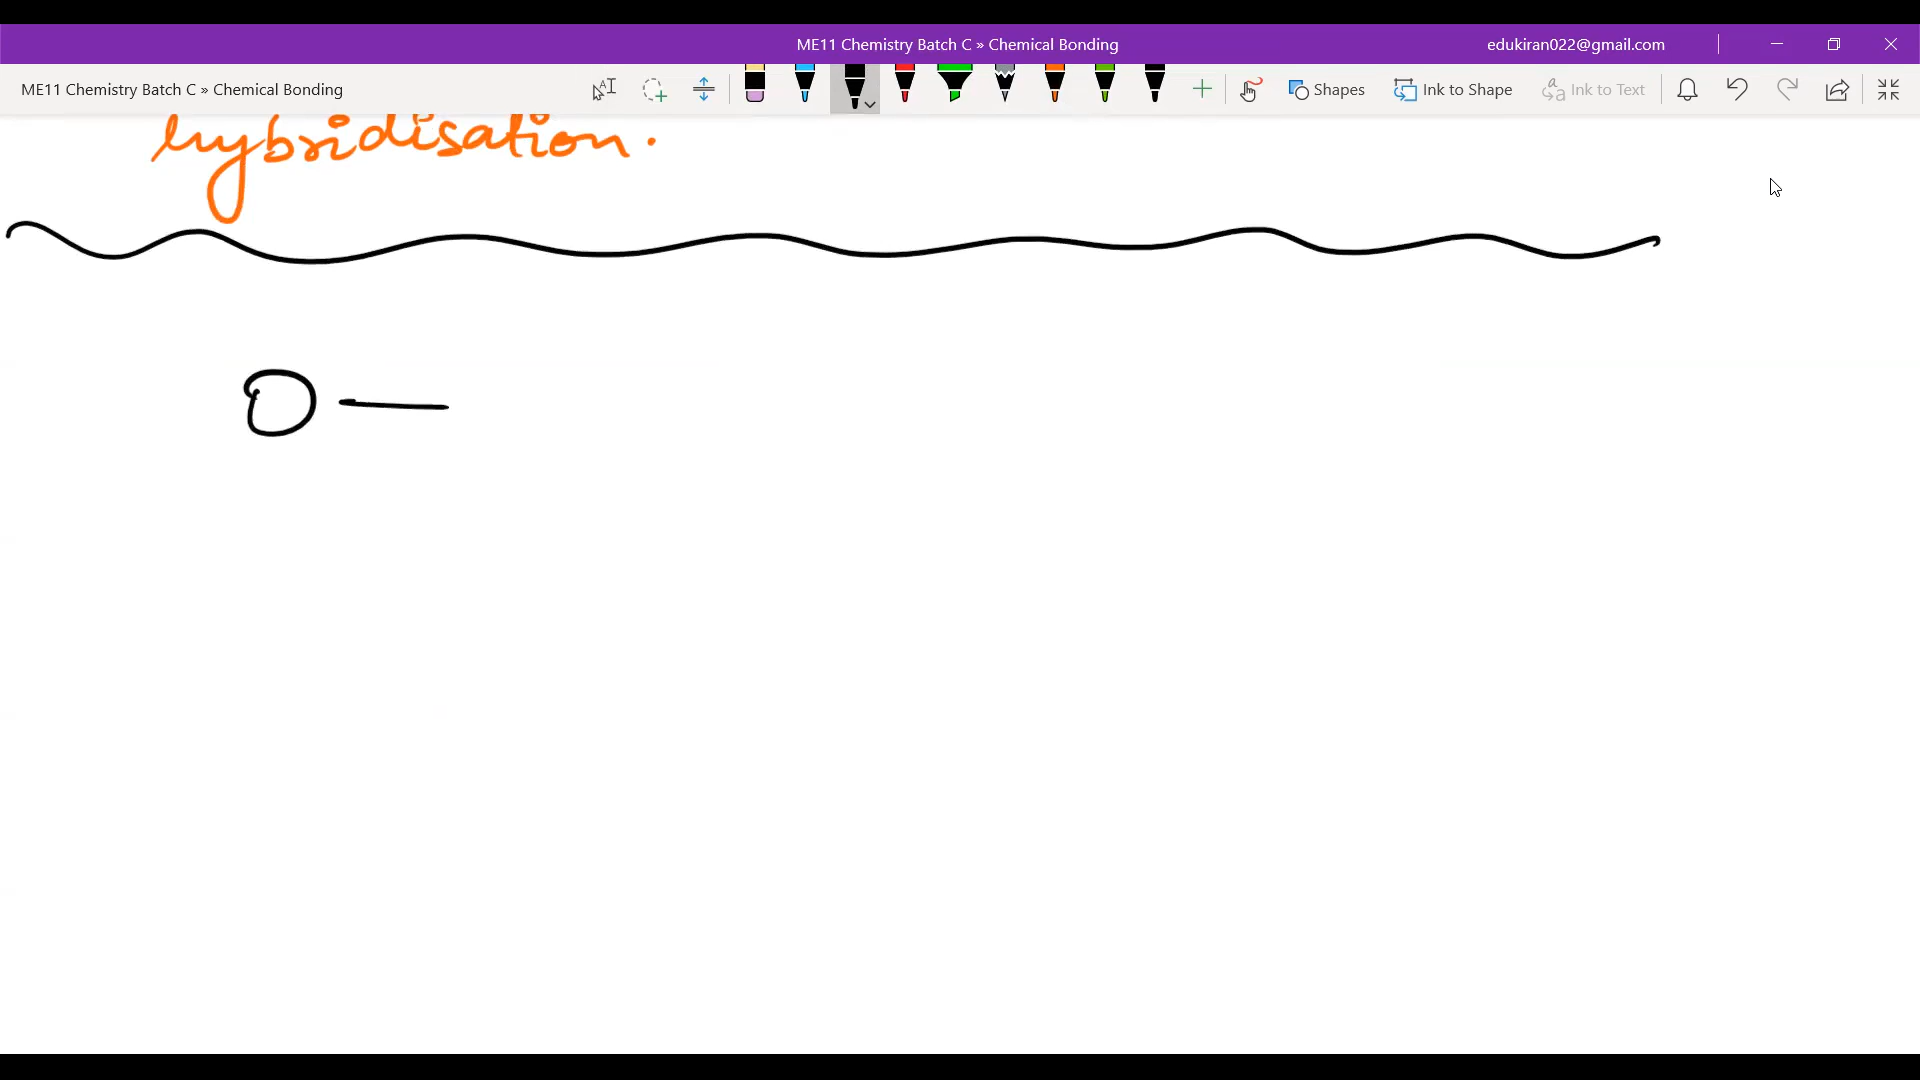 ME11 Chemistry Batch C » Chemical Bonding edukiran022@gmail.com
ME11 Chemistry Batch C » Chemical Bonding Shapes Ink to Shape Ink to Text
hybridisation.
O —